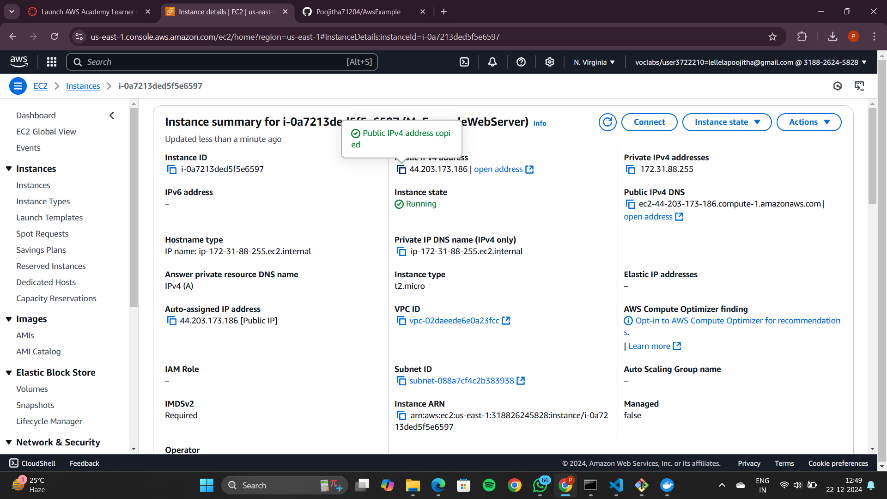 Launch AWS Academy Learner
Instance details | EC2 | us-east-
Poojitha71204/AwsExample
us-east-1.console.aws.amazon.com/ec2/home?region=us-east-1#InstanceDetails:instanceId=i-0a7213ded5f5e6597
P
aws
Search
[Alt+S]
N. Virginia
voclabs/user3722210=lellelapoojitha@gmail.com @ 3188-2624-5828
EC2
Instances
i-0a7213ded5f5e6597
Dashboard
EC2 Global View
Events
Instances
Instances
Instance Types
Launch Templates
Spot Requests
Savings Plans
Reserved Instances
Dedicated Hosts
Capacity Reservations
Images
AMIs
AMI Catalog
Elastic Block Store
Volumes
Snapshots
Lifecycle Manager
Network & Security
Instance summary for i-0a7213ded5f5e6597 (MyExampleWebServer)
Info
Connect
Instance state
Actions
Updated less than a minute ago
Public IPv4 address copi
ed
Instance ID
i-0a7213ded5f5e6597
Public IPv4 address
44.203.173.186 | open address
Private IPv4 addresses
172.31.88.255
IPv6 address
–
Instance state
Running
Public IPv4 DNS
ec2-44-203-173-186.compute-1.amazonaws.com |
open address
Hostname type
IP name: ip-172-31-88-255.ec2.internal
Private IP DNS name (IPv4 only)
ip-172-31-88-255.ec2.internal
Answer private resource DNS name
IPv4 (A)
Instance type
t2.micro
Elastic IP addresses
–
Auto-assigned IP address
44.203.173.186 [Public IP]
VPC ID
vpc-02daeede6e0a23fcc
AWS Compute Optimizer finding
Opt-in to AWS Compute Optimizer for recommendation
s.
| Learn more
IAM Role
–
Subnet ID
subnet-088a7cf4c2b383938
Auto Scaling Group name
–
IMDSv2
Required
Instance ARN
arn:aws:ec2:us-east-1:318826245828:instance/i-0a72
13ded5f5e6597
Managed
false
Operator
CloudShell
Feedback
© 2024, Amazon Web Services, Inc. or its affiliates.
Privacy
Terms
Cookie preferences
25°C
Haze
Search
ENG
IN
12:49
22-12-2024